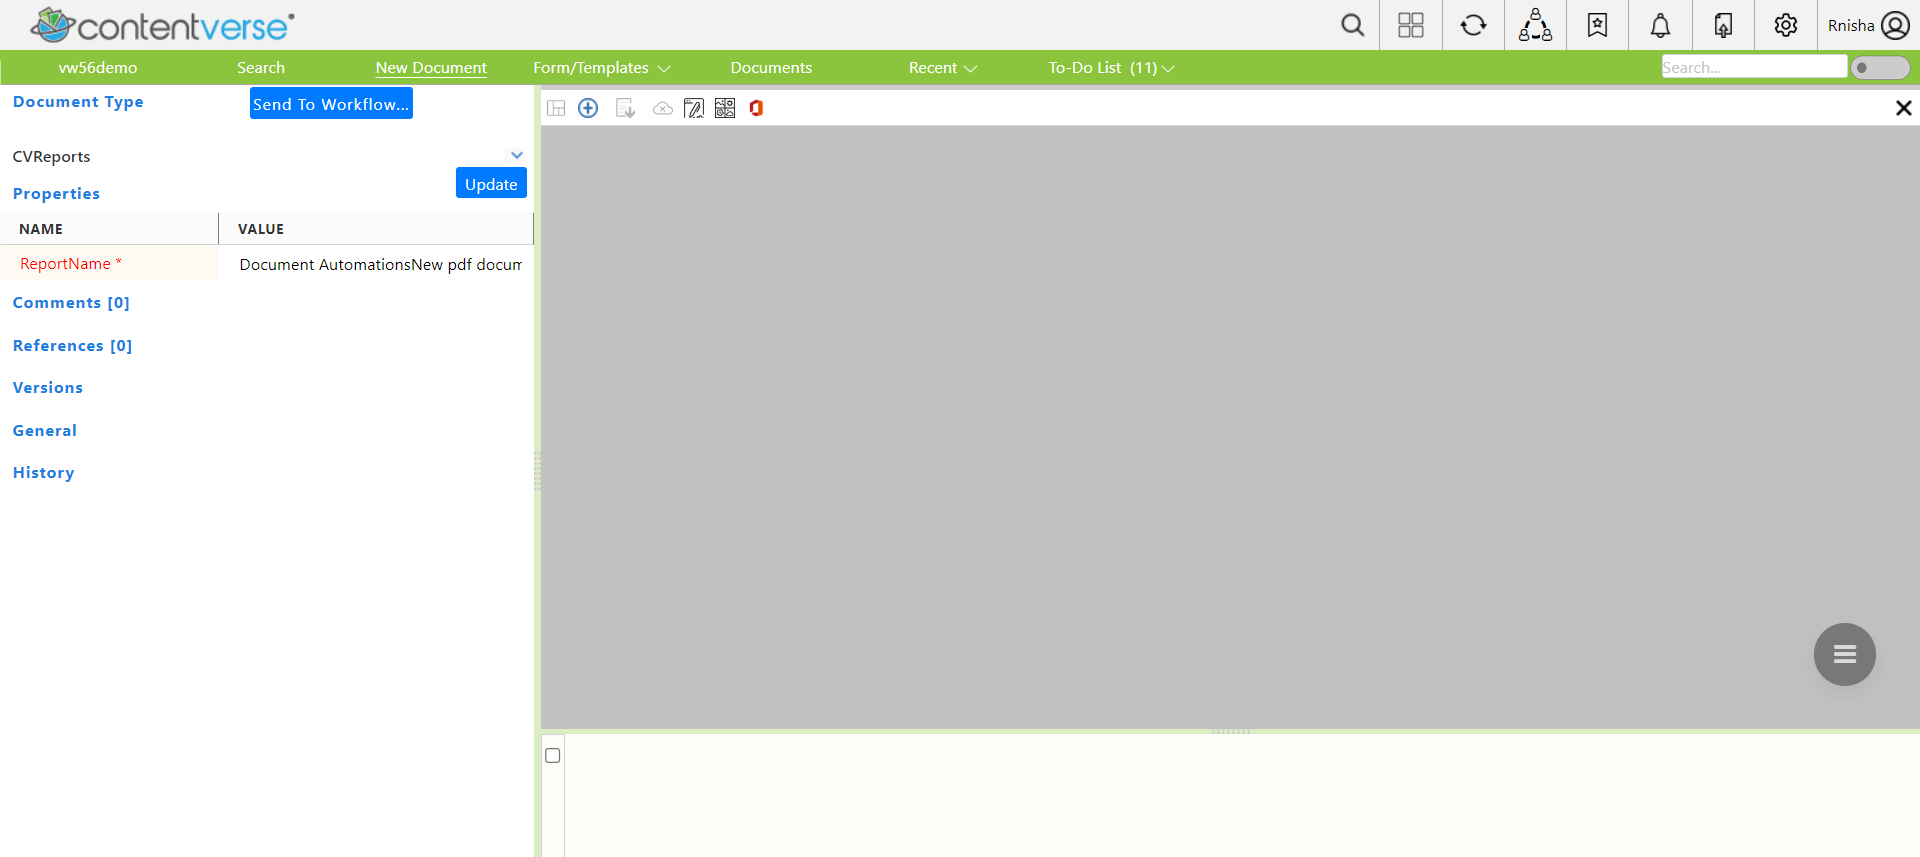 contentverse
Rnisha
vw56demo
Search
New Document
Form/Templates
Documents
Recent
To-Do List (11)
Search...
Document Type
Send To Workflow...
CVReports
Update
Properties
NAME
VALUE
ReportName *
Document AutomationsNew pdf docum
Comments [0]
References [0]
Versions
General
History